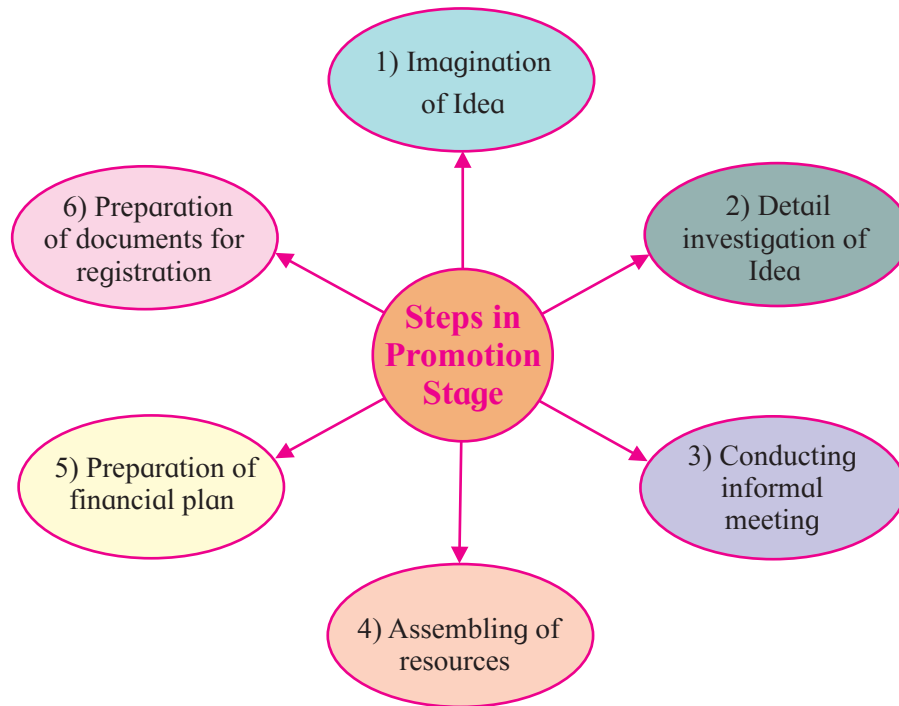 1) Imagination
of Idea
2) Detail
investigation of
Idea
3) Conducting
informal
meeting
4) Assembling of
resources
5) Preparation of
financial plan
6) Preparation
of documents for
registration
Steps in
Promotion
Stage